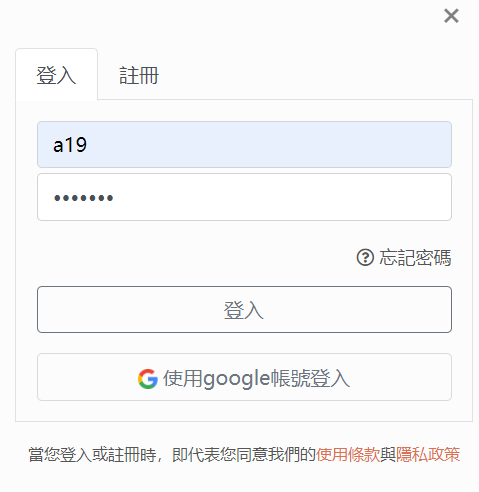 登入 註冊
a19
•••••••
忘記密碼
登入
使用google帳號登入
當您登入或註冊時，即代表您同意我們的使用條款與隱私政策